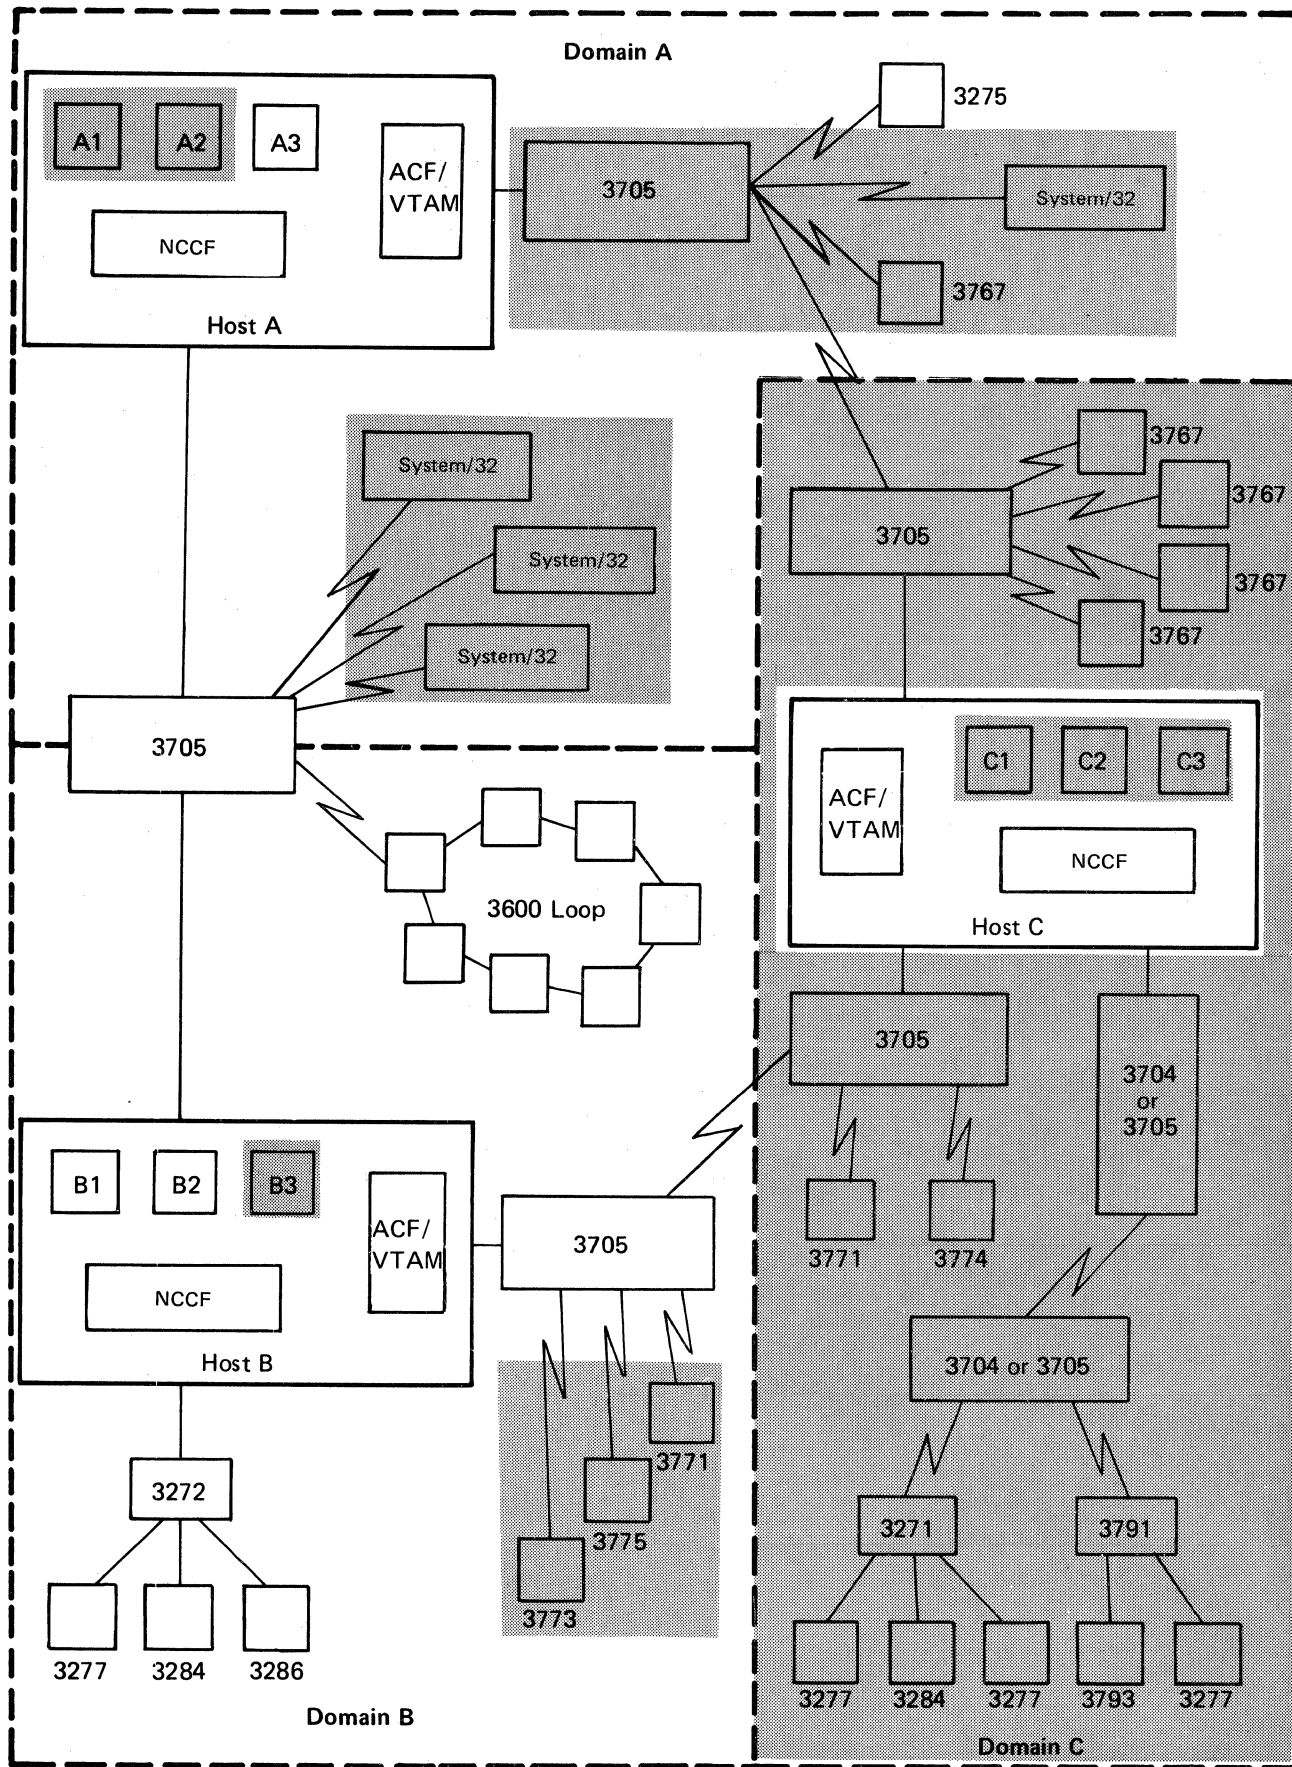 Domain A
3275
A1
A2
A3
ACF/
VTAM
3705
System/32
NCCF
3767
Host A
3767
System/32
3767
3705
System/32
3767
3767
System/32
3705
C1
C2
C3
ACF/
VTAM
NCCF
3600 Loop
Host C
3705
3704
or
3705
B1
B2
B3
ACF/
VTAM
3705
3771
3774
NCCF
Host B
3704 or 3705
3771
3272
3775
3271
3791
3773
3277
3284
3286
3277
3284
3277
3793
3277
Domain B
Domain C